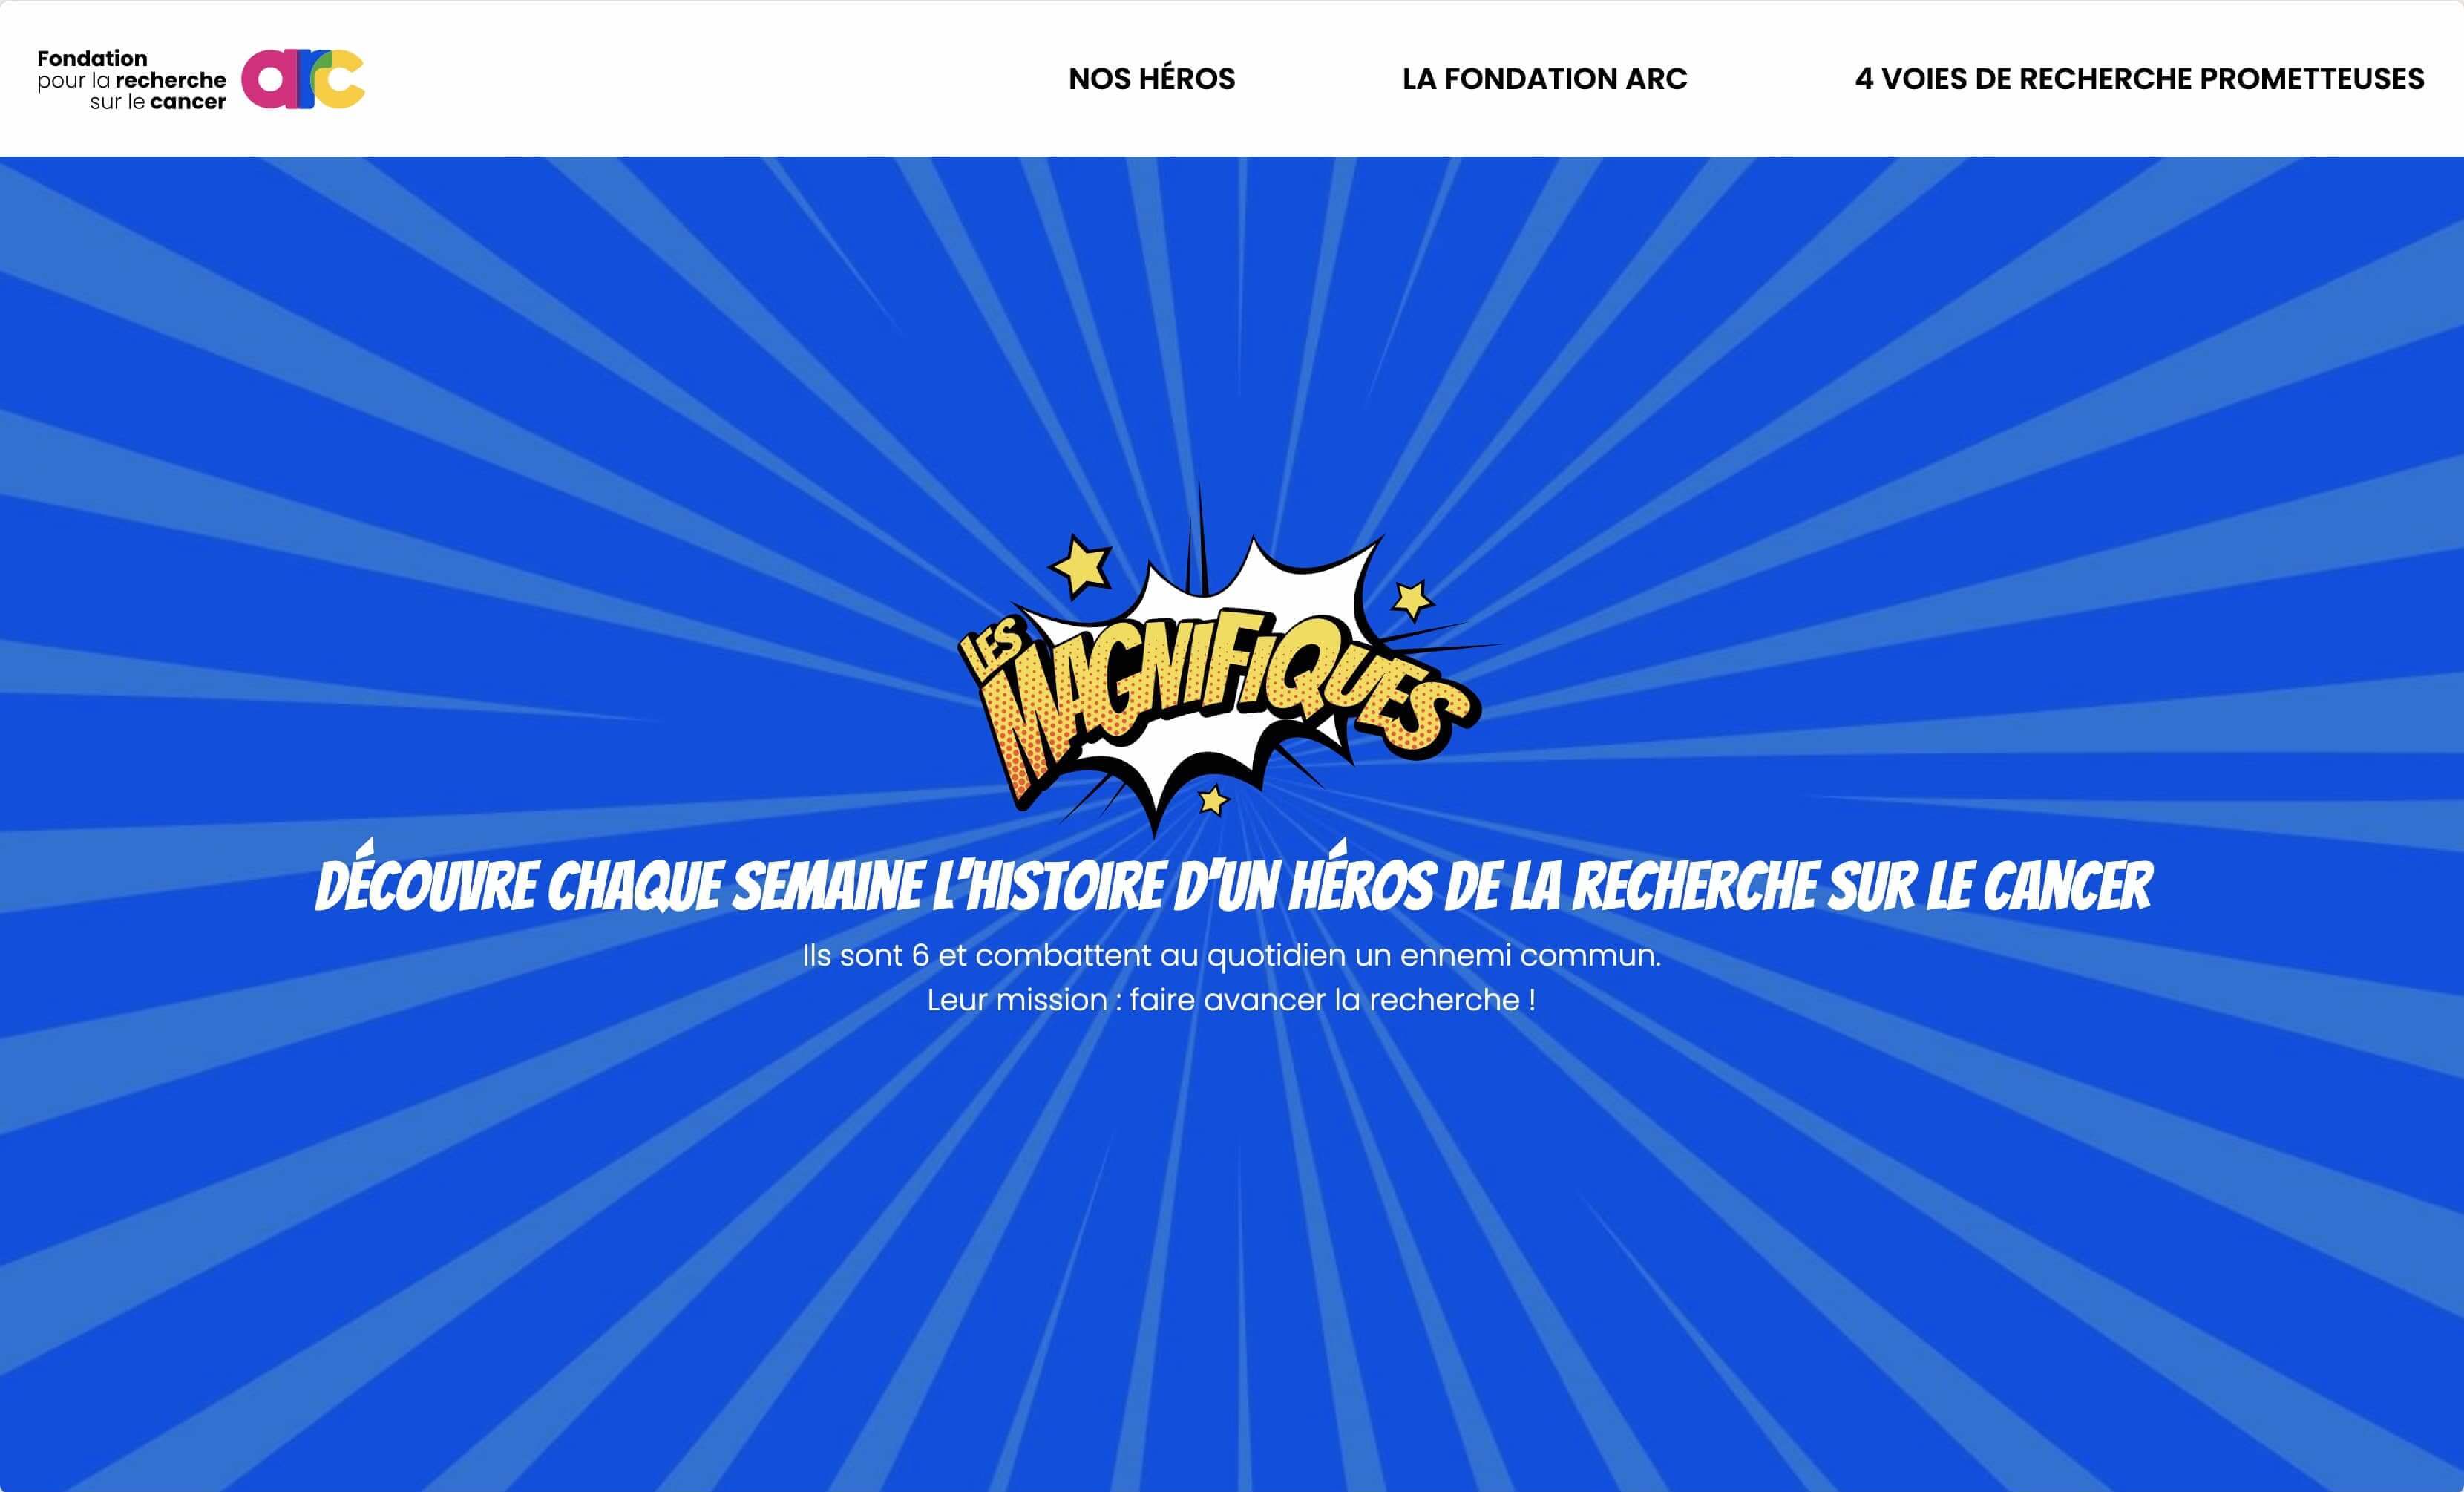 Fondation
pour la recherche
sur le cancer
arc
NOS HÉROS
LA FONDATION ARC
4 VOIES DE RECHERCHE PROMETTEUSES
LES
MAGNIFIQUES
DÉCOUVRE CHAQUE SEMAINE L'HISTOIRE D'UN HÉROS DE LA RECHERCHE SUR LE CANCER
Ils sont 6 et combattent au quotidien un ennemi commun.
Leur mission : faire avancer la recherche !